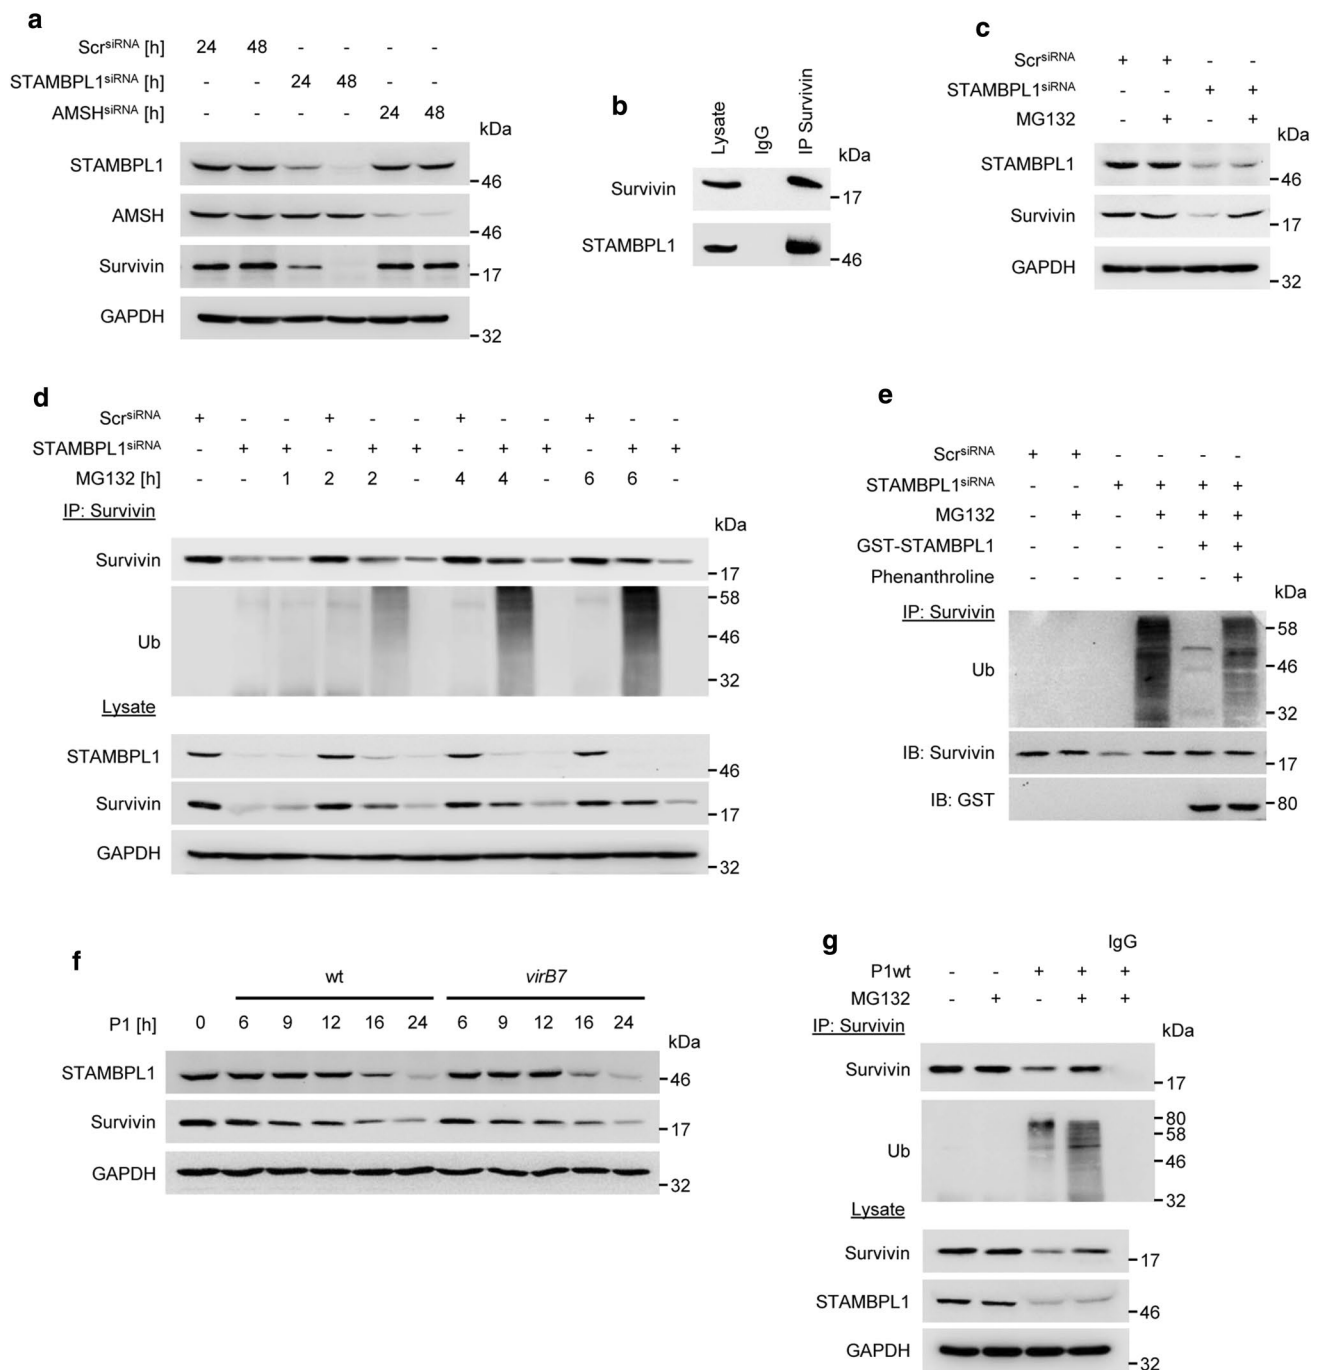 a
Scr^siRNA [h] 24 48 - - - -
STAMBPL1^siRNA [h] - - 24 48 - -
AMSH^siRNA [h] - - - - 24 48
kDa
STAMBPL1
46
AMSH
46
Survivin
17
GAPDH
32
b
Lysate IgG IP Survivin
kDa
Survivin
17
STAMBPL1
46
c
Scr^siRNA + + - -
STAMBPL1^siRNA - - + +
MG132 - + - +
kDa
STAMBPL1
46
Survivin
17
GAPDH
32
d
Scr^siRNA + - - + - - + - - + - -
STAMBPL1^siRNA - + + - + + - + + - + +
MG132 [h] - - 1 2 2 - 4 4 - 6 6 -
IP: Survivin
kDa
Survivin
17
58
Ub
46
32
Lysate
STAMBPL1
46
Survivin
17
GAPDH
32
e
Scr^siRNA + + - - - -
STAMBPL1^siRNA - - + + + +
MG132 - + - + + +
GST-STAMBPL1 - - - - + +
Phenanthroline - - - - - +
kDa
IP: Survivin
58
Ub
46
32
IB: Survivin
17
IB: GST
80
f
wt virB7
P1 [h] 0 6 9 12 16 24 6 9 12 16 24
kDa
STAMBPL1
46
Survivin
17
GAPDH
32
g
IgG
P1wt - - + + +
MG132 - + - + +
IP: Survivin
kDa
Survivin
17
80
58
Ub
46
32
Lysate
Survivin
17
STAMBPL1
46
GAPDH
32